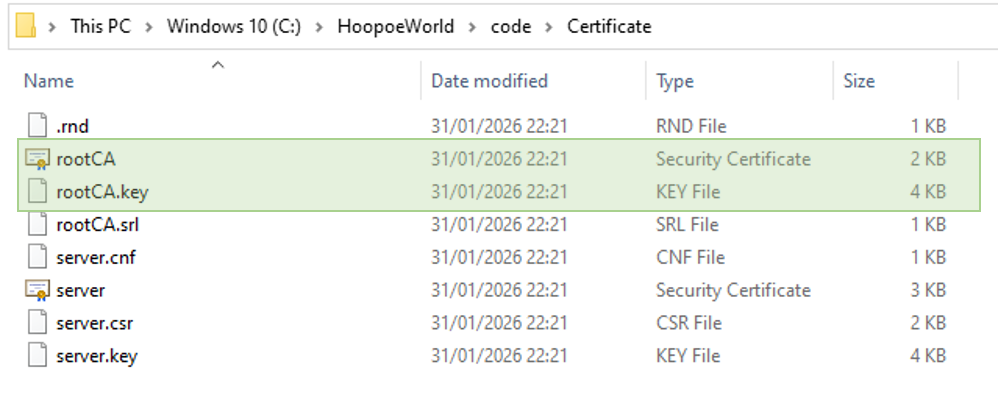 This PC > Windows 10 (C:) > HoopoeWorld > code > Certificate
Name Date modified Type Size
.rnd 31/01/2026 22:21 RND File 1 KB
rootCA 31/01/2026 22:21 Security Certificate 2 KB
rootCA.key 31/01/2026 22:21 KEY File 4 KB
rootCA.srl 31/01/2026 22:21 SRL File 1 KB
server.cnf 31/01/2026 22:21 CNF File 1 KB
server 31/01/2026 22:21 Security Certificate 3 KB
server.csr 31/01/2026 22:21 CSR File 2 KB
server.key 31/01/2026 22:21 KEY File 4 KB